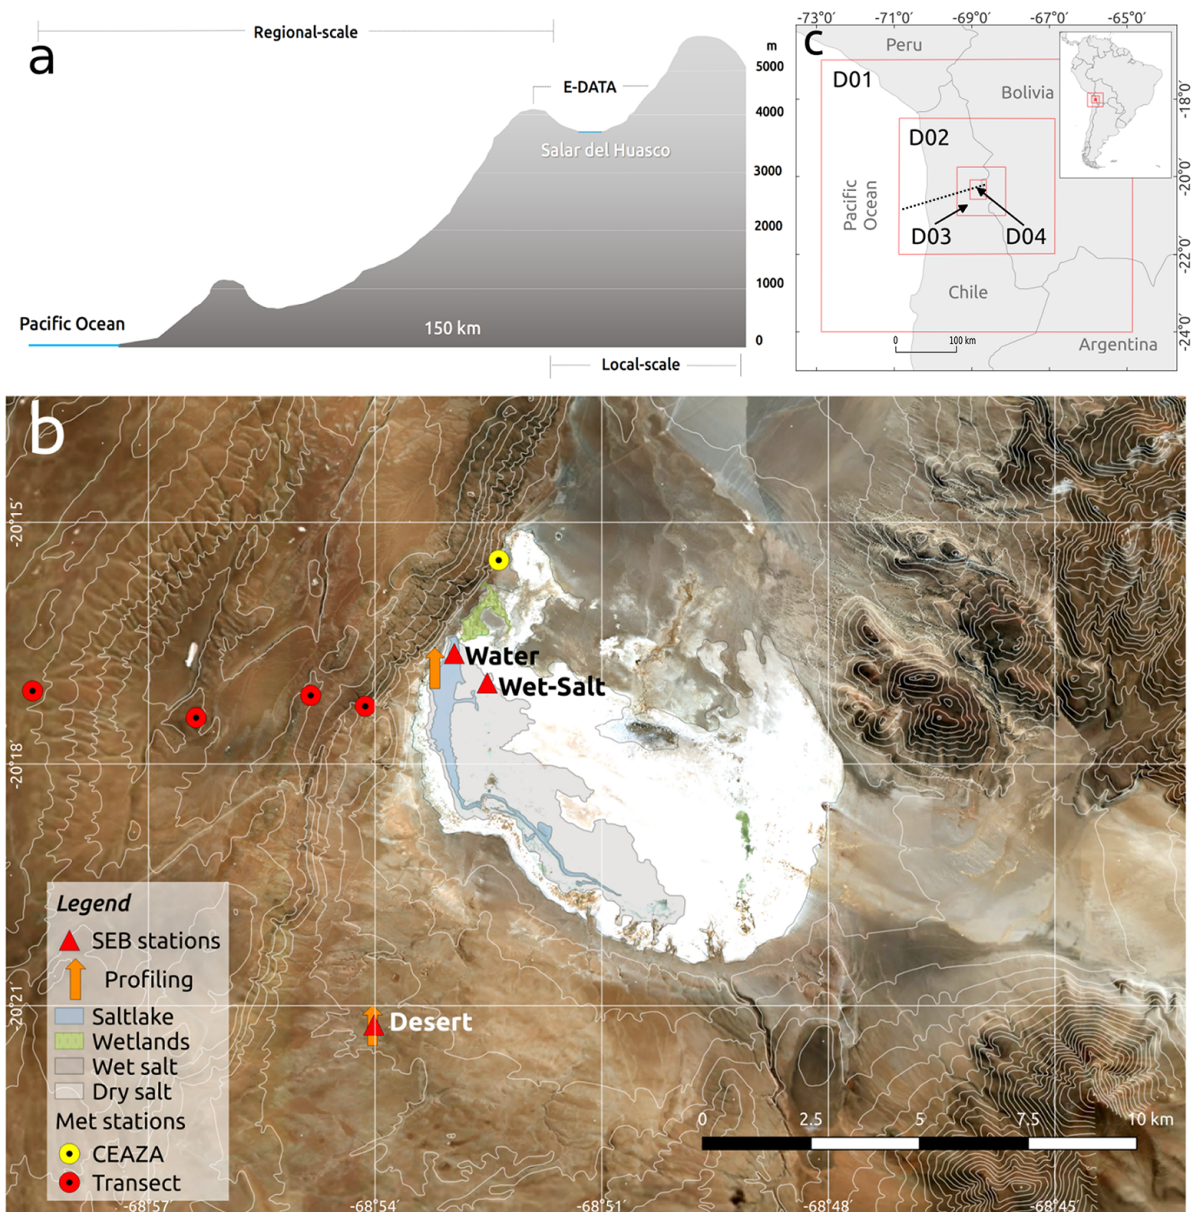 a
Regional-scale
E-DATA
Salar del Huasco
m
5000
4000
3000
2000
1000
0
Pacific Ocean
150 km
Local-scale
c
-73°0′
-71°0′
-69°0′
-67°0′
-65°0′
Peru
D01
Bolivia
D02
Pacific
Ocean
D03
D04
Chile
Argentina
0
100 km
-18°0′
-20°0′
-22°0′
-24°0′
b
-20°15′
-20°18′
-20°21′
Water
Wet-Salt
Desert
Legend
SEB stations
Profiling
Saltlake
Wetlands
Wet salt
Dry salt
Met stations
CEAZA
Transect
0
2.5
5
7.5
10 km
-68°57′
-68°54′
-68°51′
-68°48′
-68°45′